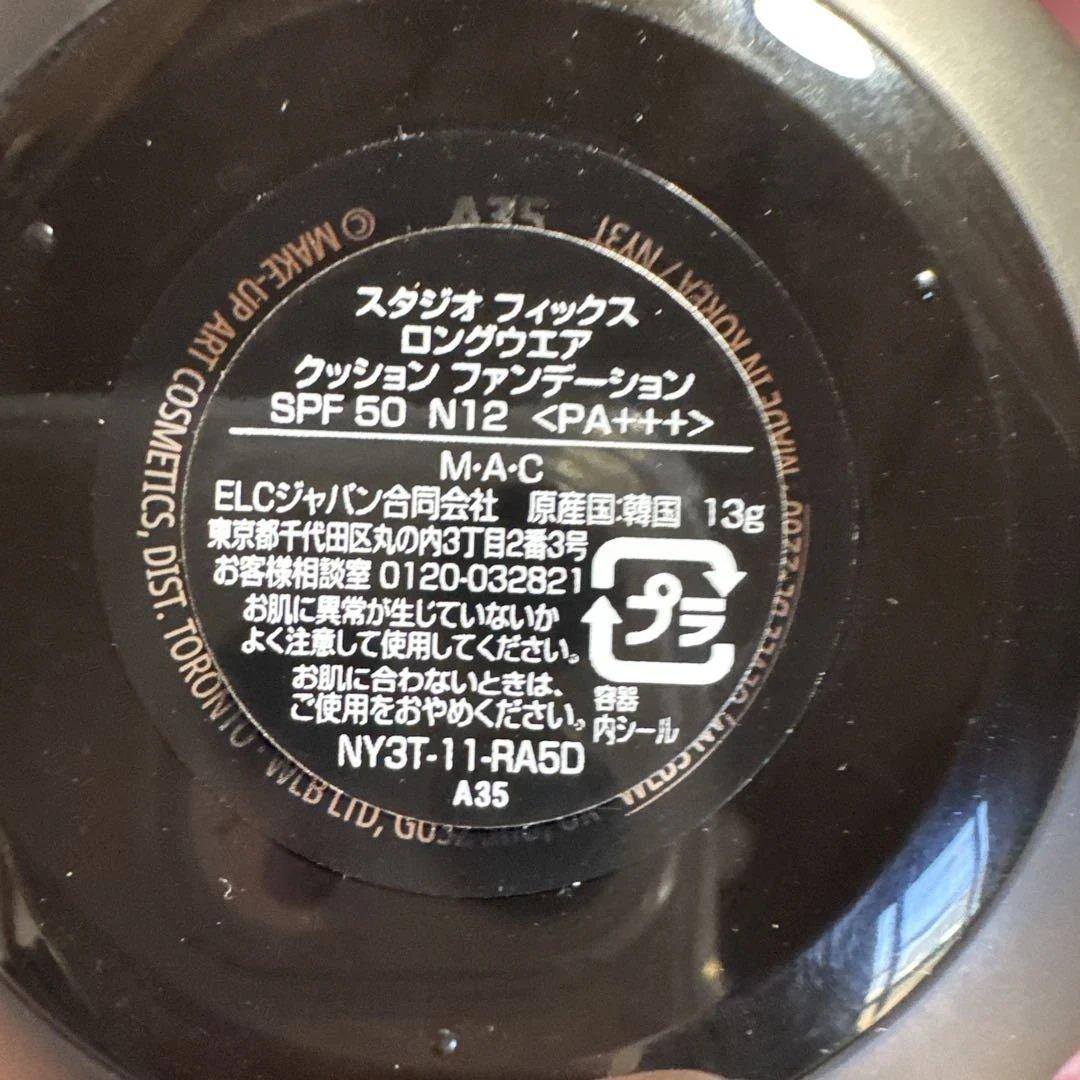 スタジオ フィックス
ロングウエア
クッション ファンデーション
SPF 50 N12 <PA+++>
M・A・C
ELCジャパン合同会社 原産国:韓国 13g
東京都千代田区丸の内3丁目2番3号
お客様相談室 0120-032821
お肌に異常が生じていないか
よく注意して使用してください。
お肌に合わないときは、
ご使用をおやめください。
プラ
容器
内シール
NY3T-11-RA5D
A35
A35
© MAKE-UP ART COSMETICS, DIST. TORONTO WLB LTD,
MADE IN KOREA / NY31